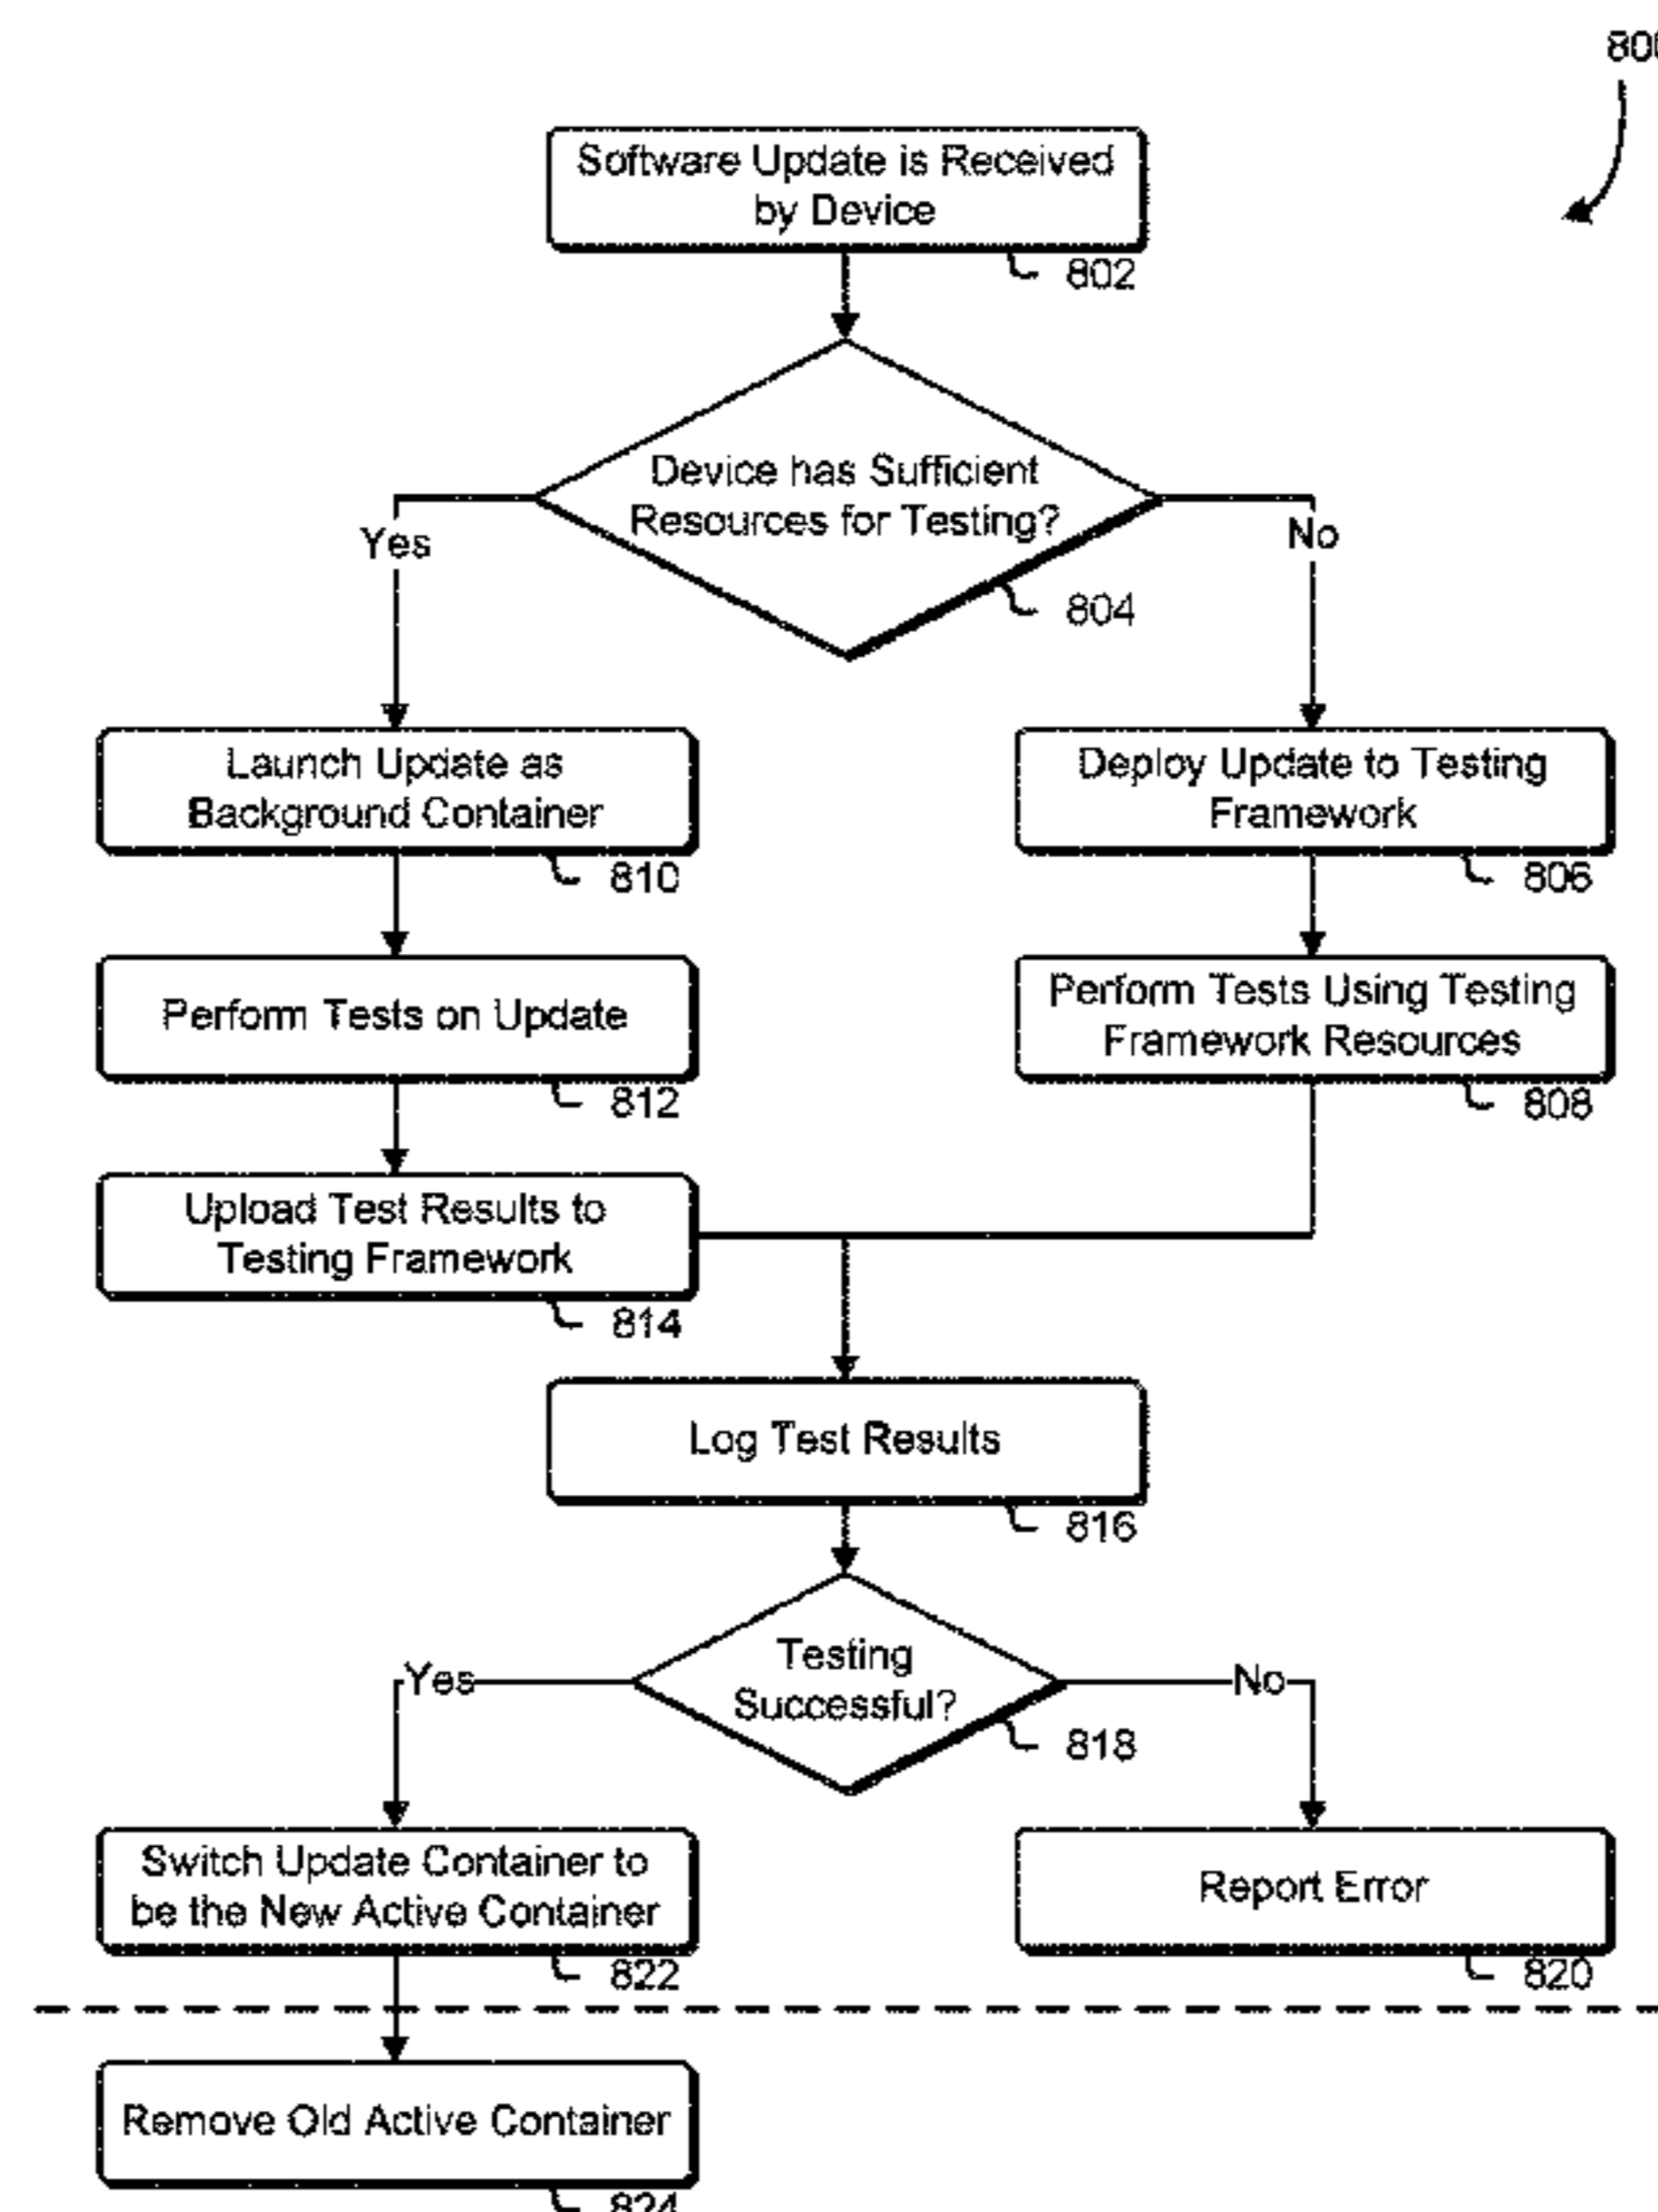 800
Software Update is Received
by Device
802
Device has Sufficient
Resources for Testing?
804
Yes
No
Launch Update as
Background Container
810
Deploy Update to Testing
Framework
806
Perform Tests on Update
812
Perform Tests Using Testing
Framework Resources
808
Upload Test Results to
Testing Framework
814
Log Test Results
816
Testing
Successful?
818
Yes
No
Switch Update Container to
be the New Active Container
822
Report Error
820
Remove Old Active Container
824